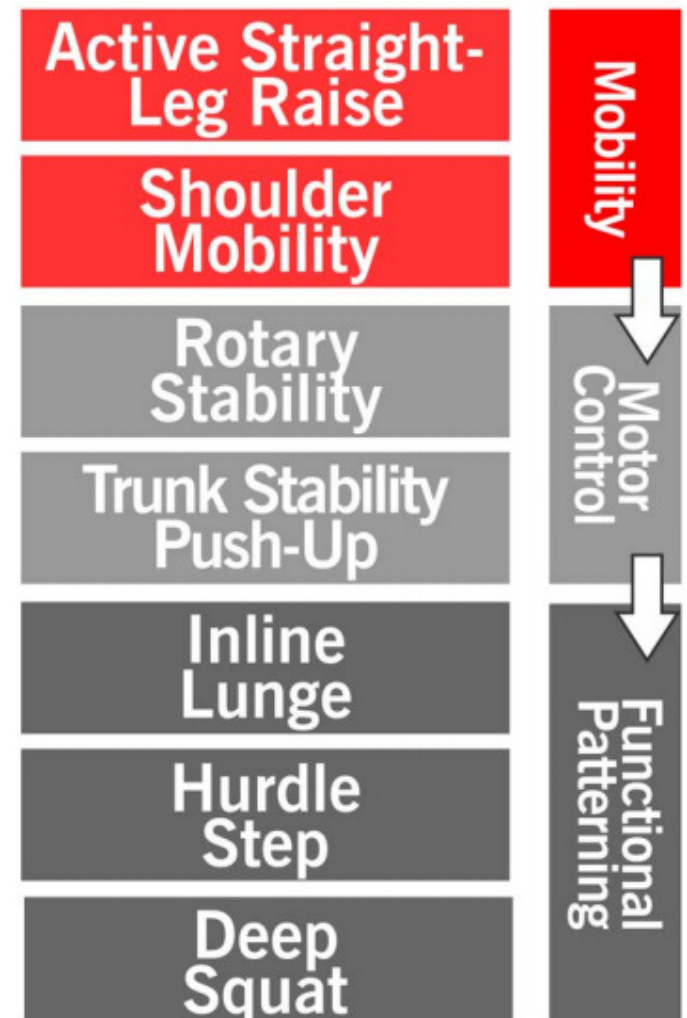 Active Straight-
Leg Raise
Shoulder
Mobility
Rotary
Stability
Trunk Stability
Push-Up
Inline
Lunge
Hurdle
Step
Deep
Squat
Mobility
Motor
Control
Functional
Patterning